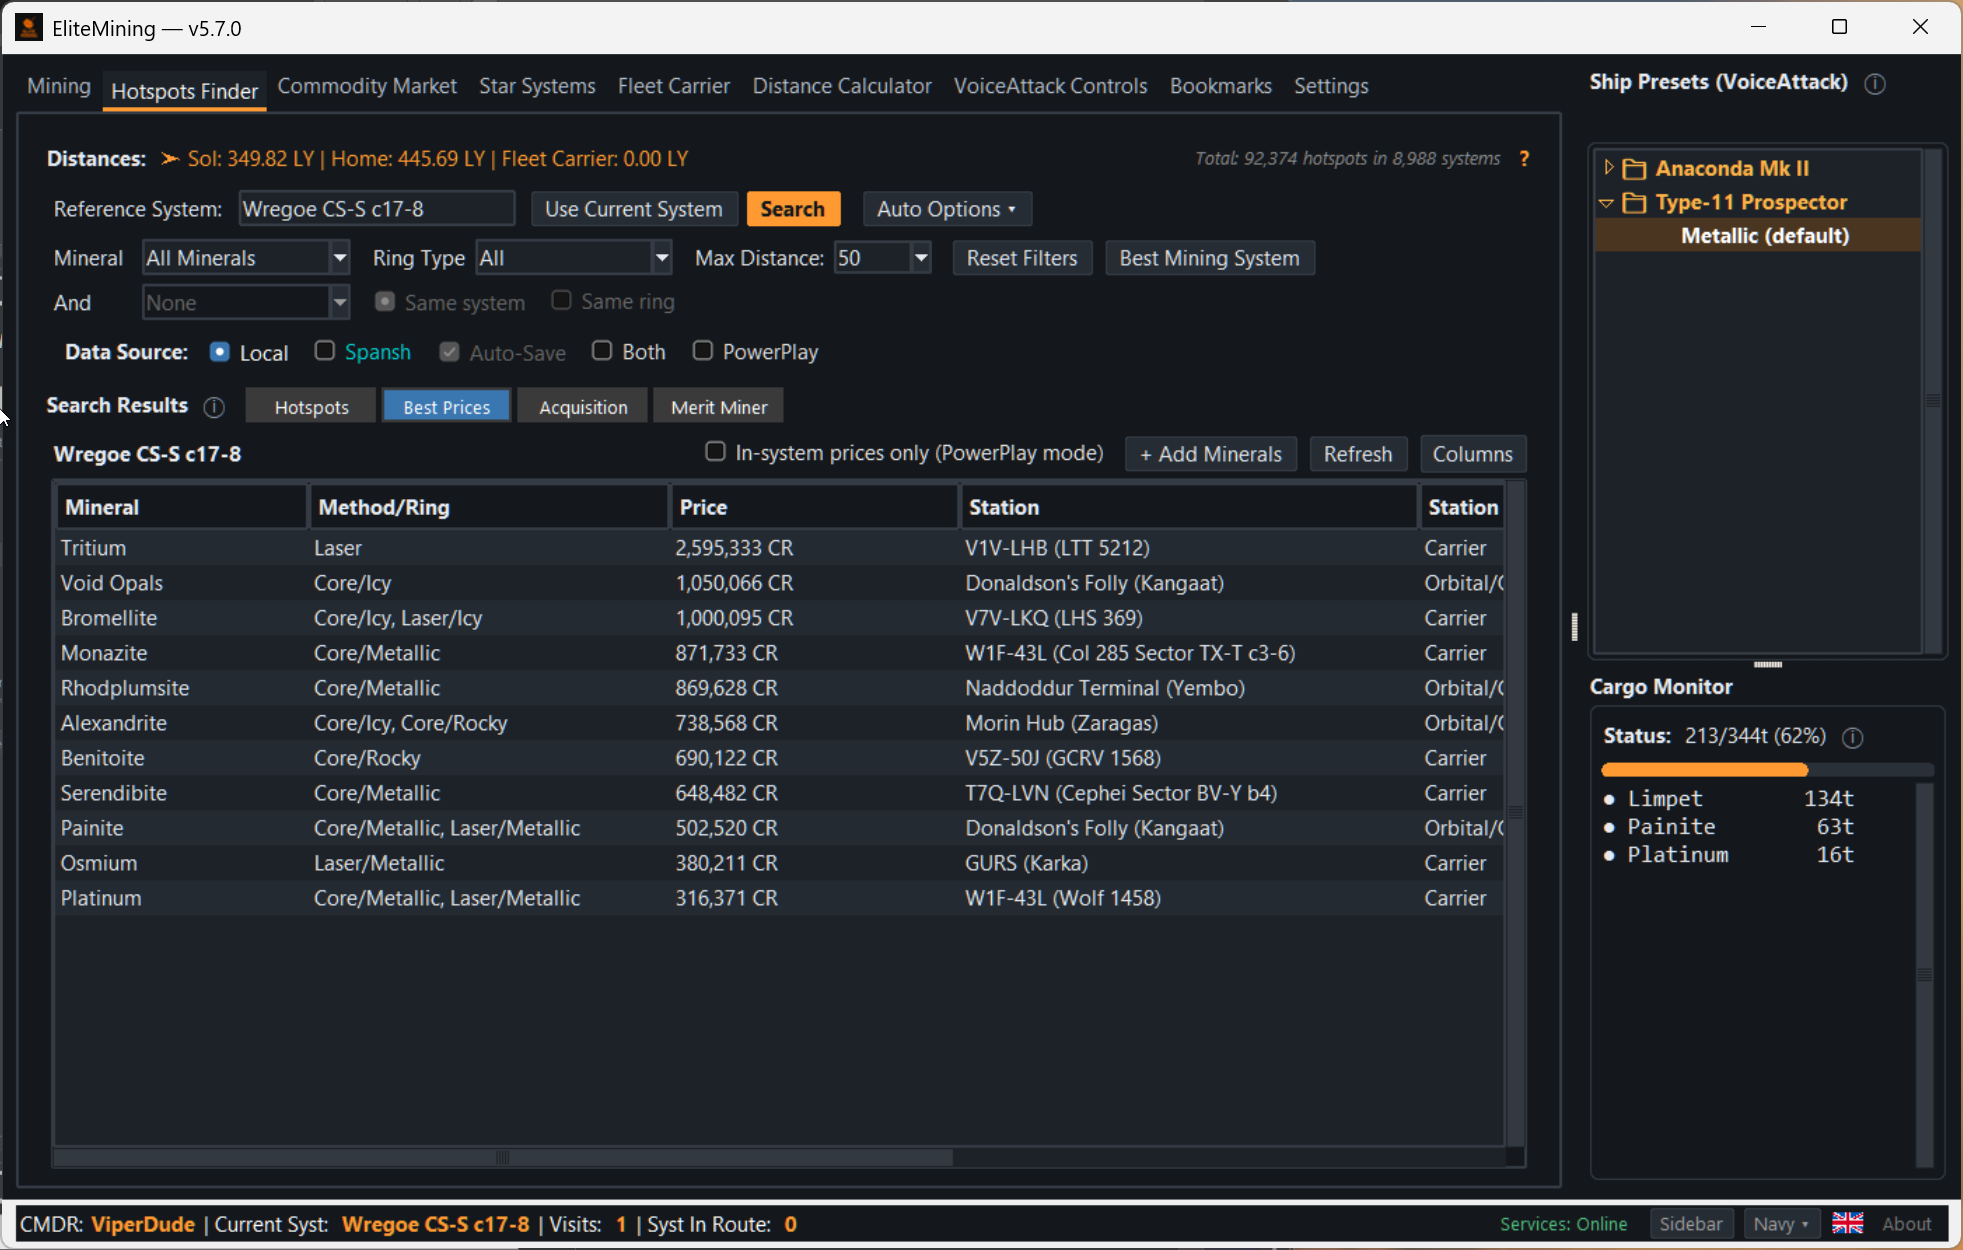 EliteMining — v5.7.0
Mining Hotspots Finder Commodity Market Star Systems Fleet Carrier Distance Calculator VoiceAttack Controls Bookmarks Settings
Distances: ➢ Sol: 349.82 LY | Home: 445.69 LY | Fleet Carrier: 0.00 LY
Total: 92,374 hotspots in 8,988 systems ?
Reference System: Wregoe CS-S c17-8 Use Current System Search Auto Options ▾
Mineral All Minerals Ring Type All Max Distance: 50 Reset Filters Best Mining System
And None Same system Same ring
Data Source: Local Spansh Auto-Save Both PowerPlay
Search Results ⓘ Hotspots Best Prices Acquisition Merit Miner
Wregoe CS-S c17-8 In-system prices only (PowerPlay mode) + Add Minerals Refresh Columns
Mineral Method/Ring Price Station Station
Tritium Laser 2,595,333 CR V1V-LHB (LTT 5212) Carrier
Void Opals Core/Icy 1,050,066 CR Donaldson's Folly (Kangaat) Orbital/
Bromellite Core/Icy, Laser/Icy 1,000,095 CR V7V-LKQ (LHS 369) Carrier
Monazite Core/Metallic 871,733 CR W1F-43L (Col 285 Sector TX-T c3-6) Carrier
Rhodplumsite Core/Metallic 869,628 CR Naddoddur Terminal (Yembo) Orbital/
Alexandrite Core/Icy, Core/Rocky 738,568 CR Morin Hub (Zaragas) Orbital/
Benitoite Core/Rocky 690,122 CR V5Z-50J (GCRV 1568) Carrier
Serendibite Core/Metallic 648,482 CR T7Q-LVN (Cephei Sector BV-Y b4) Carrier
Painite Core/Metallic, Laser/Metallic 502,520 CR Donaldson's Folly (Kangaat) Orbital/
Osmium Laser/Metallic 380,211 CR GURS (Karka) Carrier
Platinum Core/Metallic, Laser/Metallic 316,371 CR W1F-43L (Wolf 1458) Carrier
Ship Presets (VoiceAttack) ⓘ
Anaconda Mk II
Type-11 Prospector
Metallic (default)
Cargo Monitor
Status: 213/344t (62%) ⓘ
● Limpet 134t
● Painite 63t
● Platinum 16t
CMDR: ViperDude | Current Syst: Wregoe CS-S c17-8 | Visits: 1 | Syst In Route: 0
Services: Online Sidebar Navy ▾ About